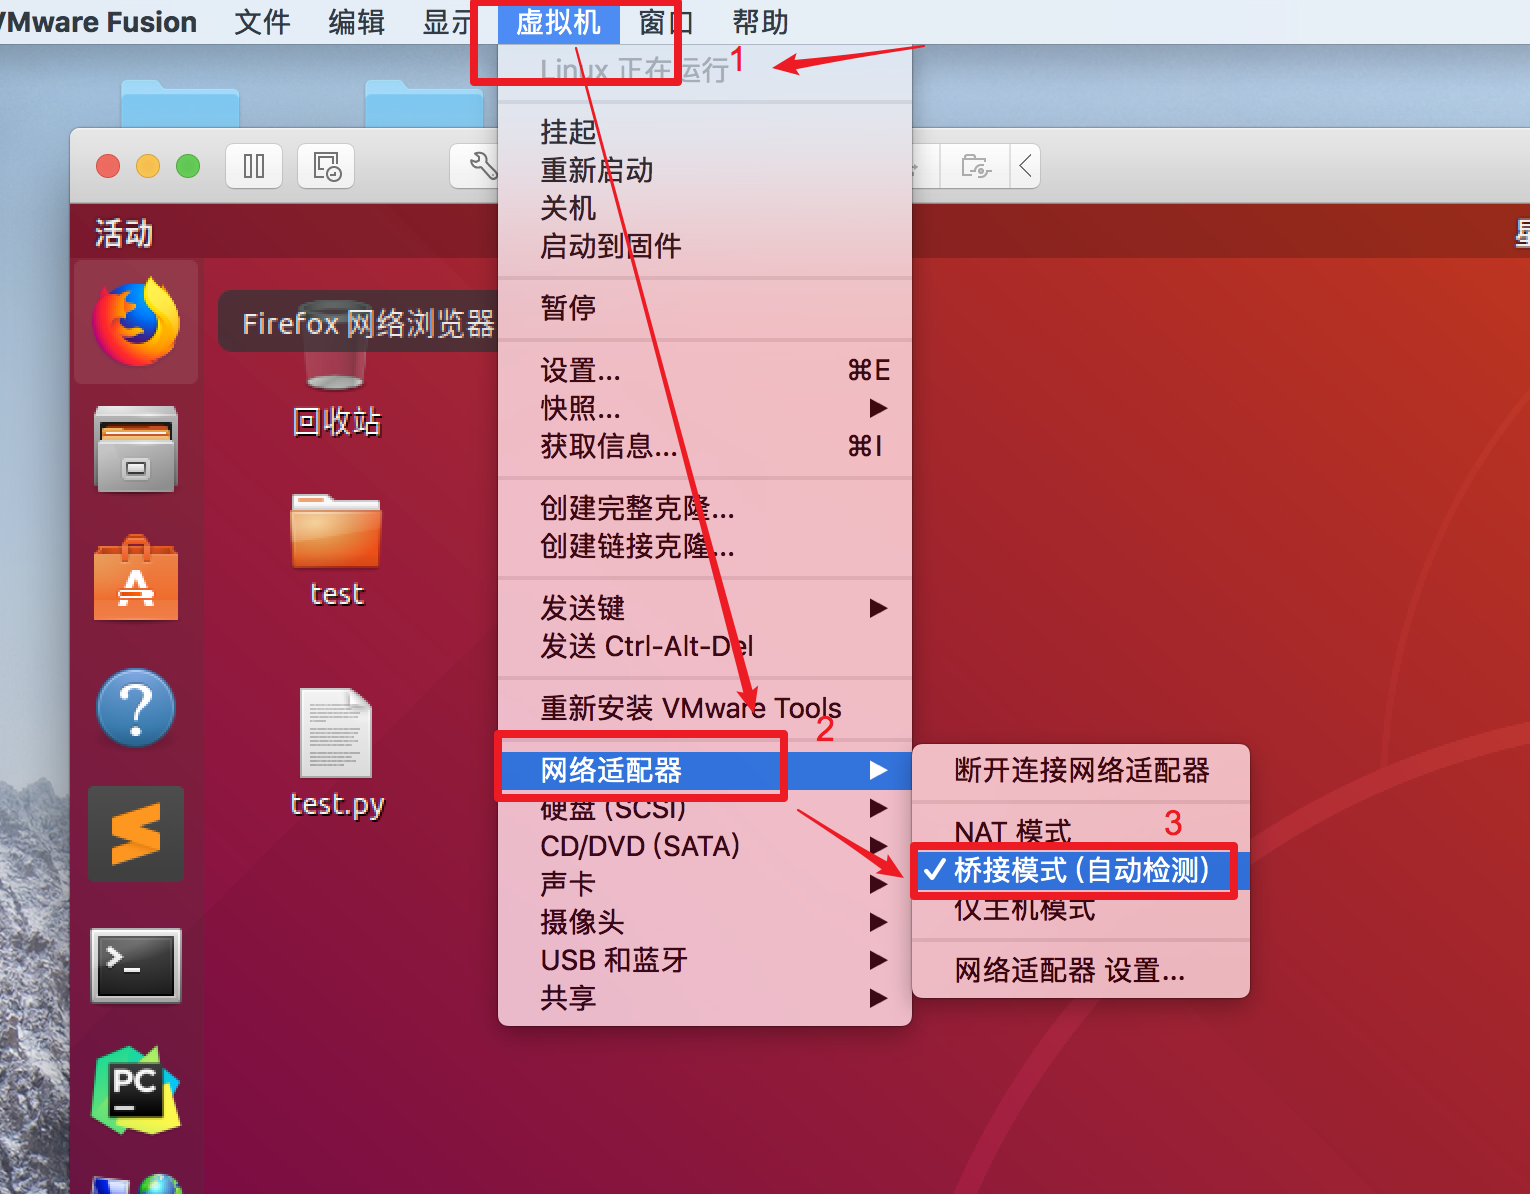 VMware Fusion 文件 编辑 显示 虚拟机 窗口 帮助
1
Linux 正在运行
挂起
重新启动
关机
启动到固件
活动
暂停
Firefox 网络浏览器
设置... ⌘E
快照...
获取信息... ⌘I
回收站
创建完整克隆...
创建链接克隆...
test
发送键
发送 Ctrl-Alt-Del
重新安装 VMware Tools
2
网络适配器
断开连接网络适配器
硬盘 (SCSI)
test.py
NAT 模式
3
CD/DVD (SATA)
桥接模式 (自动检测)
声卡
仅主机模式
摄像头
USB 和蓝牙
网络适配器 设置...
共享
PC